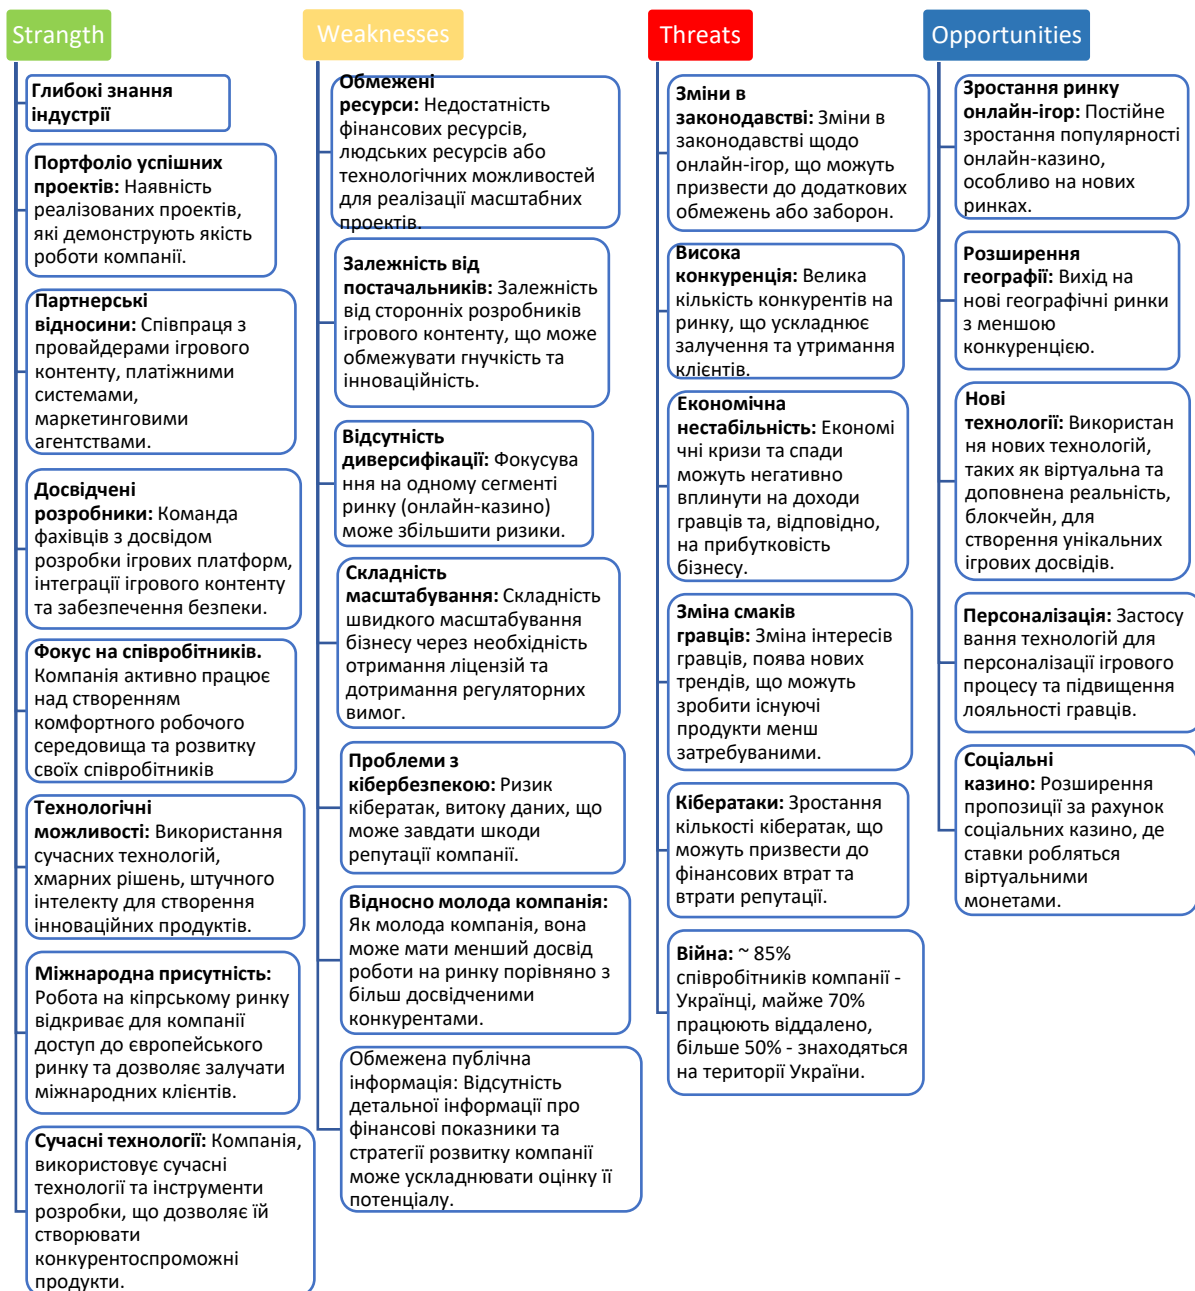 Strangth
Глибокі знання
індустрії
Портфоліо успішних
проектів: Наявність
реалізованих проектів,
які демонструють якість
роботи компанії.
Партнерські
відносини: Співпраця з
провайдерами ігрового
контенту, платіжними
системами,
маркетинговими
агентствами.
Досвідчені
розробники: Команда
фахівців з досвідом
розробки ігрових платформ,
інтеграції ігрового контенту
та забезпечення безпеки.
Фокус на співробітників.
Компанія активно працює
над створенням
комфортного робочого
середовища та розвитку
своїх співробітників
Технологічні
можливості: Використання
сучасних технологій,
хмарних рішень, штучного
інтелекту для створення
інноваційних продуктів.
Міжнародна присутність:
Робота на кіпрському ринку
відкриває для компанії
доступ до європейського
ринку та дозволяє залучати
міжнародних клієнтів.
Сучасні технології: Компанія,
використовує сучасні
технології та інструменти
розробки, що дозволяє їй
створювати
конкурентоспроможні
продукти.
Weaknesses
Обмежені
ресурси: Недостатність
фінансових ресурсів,
людських ресурсів або
технологічних можливостей
для реалізації масштабних
проектів.
Залежність від
постачальників: Залежність
від сторонніх розробників
ігрового контенту, що може
обмежувати гнучкість та
інноваційність.
Відсутність
диверсифікації: Фокусува
ння на одному сегменті
ринку (онлайн-казино)
може збільшити ризики.
Складність
масштабування: Складність
швидкого масштабування
бізнесу через необхідність
отримання ліцензій та
дотримання регуляторних
вимог.
Проблеми з
кібербезпекою: Ризик
кібератак, витоку даних, що
може завдати шкоди
репутації компанії.
Відносно молода компанія:
Як молода компанія, вона
може мати менший досвід
роботи на ринку порівняно з
більш досвідченими
конкурентами.
Обмежена публічна
інформація: Відсутність
детальної інформації про
фінансові показники та
стратегії розвитку компанії
може ускладнювати оцінку її
потенціалу.
Threats
Зміни в
законодавстві: Зміни в
законодавстві щодо
онлайн-ігор, що можуть
призвести до додаткових
обмежень або заборон.
Висока
конкуренція: Велика
кількість конкурентів на
ринку, що ускладнює
залучення та утримання
клієнтів.
Економічна
нестабільність: Економі
чні кризи та спади
можуть негативно
вплинути на доходи
гравців та, відповідно,
на прибутковість
бізнесу.
Зміна смаків
гравців: Зміна інтересів
гравців, поява нових
трендів, що можуть
зробити існуючі
продукти менш
затребуваними.
Кібератаки: Зростання
кількості кібератак, що
можуть призвести до
фінансових втрат та
втрати репутації.
Війна: ~ 85%
співробітників компанії -
Українці, майже 70%
працюють віддалено,
більше 50% - знаходяться
на території України.
Opportunities
Зростання ринку
онлайн-ігор: Постійне
зростання популярності
онлайн-казино,
особливо на нових
ринках.
Розширення
географії: Вихід на
нові географічні ринки
з меншою
конкуренцією.
Нові
технології: Використан
ня нових технологій,
таких як віртуальна та
доповнена реальність,
блокчейн, для
створення унікальних
ігрових досвідів.
Персоналізація: Застосу
вання технологій для
персоналізації ігрового
процесу та підвищення
лояльності гравців.
Соціальні
казино: Розширення
пропозиції за рахунок
соціальних казино, де
ставки робляться
віртуальними
монетами.